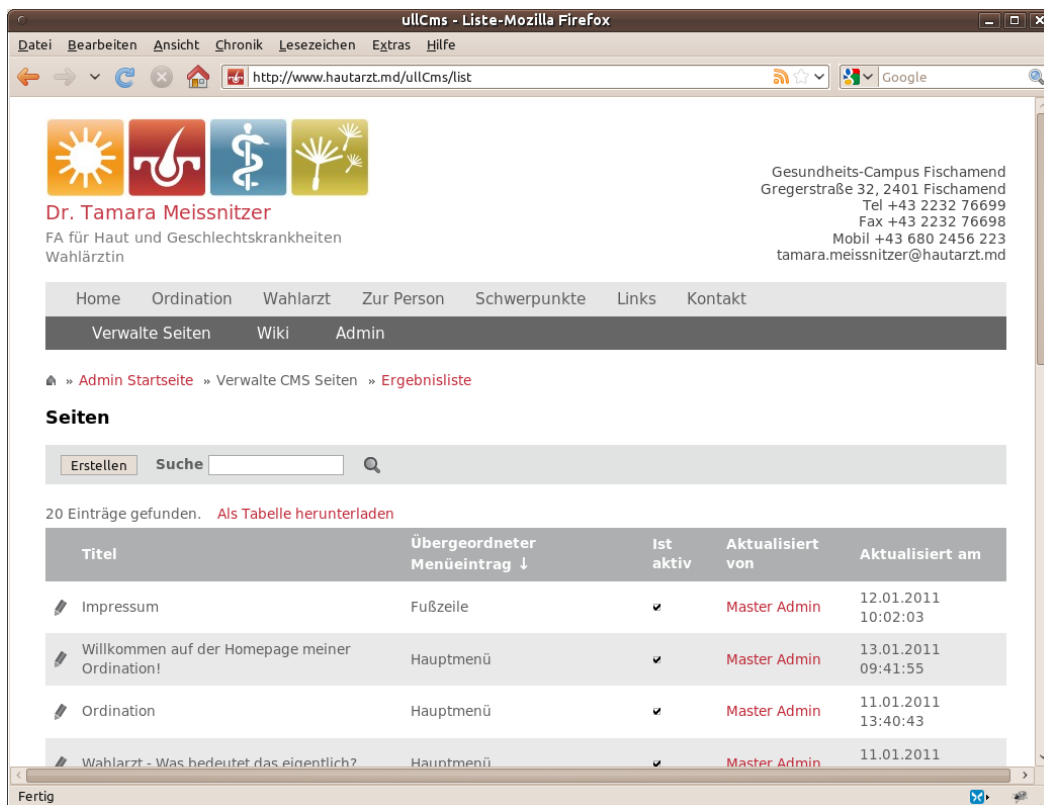 ullCms - Liste-Mozilla Firefox
Datei Bearbeiten Ansicht Chronik Lesezeichen Extras Hilfe
http://www.hautarzt.md/ullCms/list
Google
Dr. Tamara Meissnitzer
FA für Haut und Geschlechtskrankheiten
Wahlärztin
Gesundheits-Campus Fischamend
Gregerstraße 32, 2401 Fischamend
Tel +43 2232 76699
Fax +43 2232 76698
Mobil +43 680 2456 223
tamara.meissnitzer@hautarzt.md
Home Ordination Wahlarzt Zur Person Schwerpunkte Links Kontakt
Verwalte Seiten Wiki Admin
» Admin Startseite » Verwalte CMS Seiten » Ergebnisliste
Seiten
Erstellen Suche
20 Einträge gefunden. Als Tabelle herunterladen
Titel
Übergeordneter
Menüeintrag ↓
Ist
aktiv
Aktualisiert
von
Aktualisiert am
Impressum
Fußzeile
Master Admin
12.01.2011
10:02:03
Willkommen auf der Homepage meiner
Ordination!
Hauptmenü
Master Admin
13.01.2011
09:41:55
Ordination
Hauptmenü
Master Admin
11.01.2011
13:40:43
Wahlarzt - Was bedeutet das eigentlich?
Hauptmenü
Master Admin
11.01.2011
Fertig